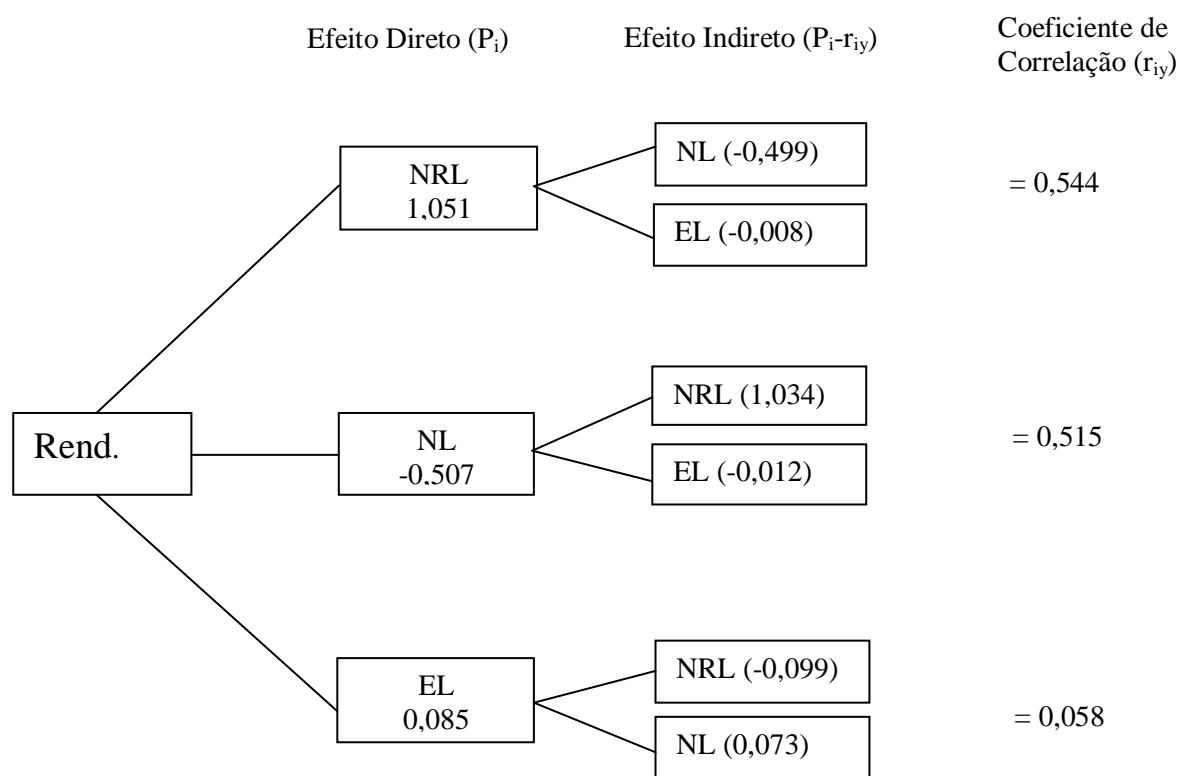 Efeito Direto (Pi)
Efeito Indireto (Pi-riy)
Coeficiente de
Correlação (riy)
NRL
1,051
NL (-0,499)
EL (-0,008)
= 0,544
Rend.
NL
-0,507
NRL (1,034)
EL (-0,012)
= 0,515
EL
0,085
NRL (-0,099)
NL (0,073)
= 0,058